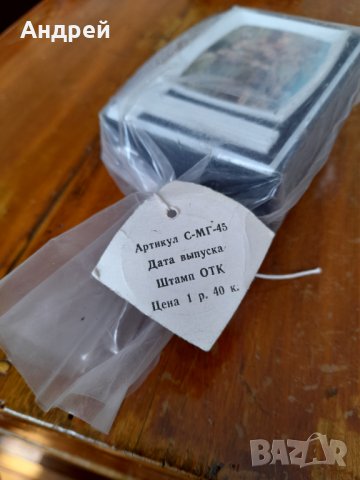 Андрей
Артикул С-МГ-45
Дата выпуска
Штамп ОТК
Цена 1 р. 40 к.
BAZAR